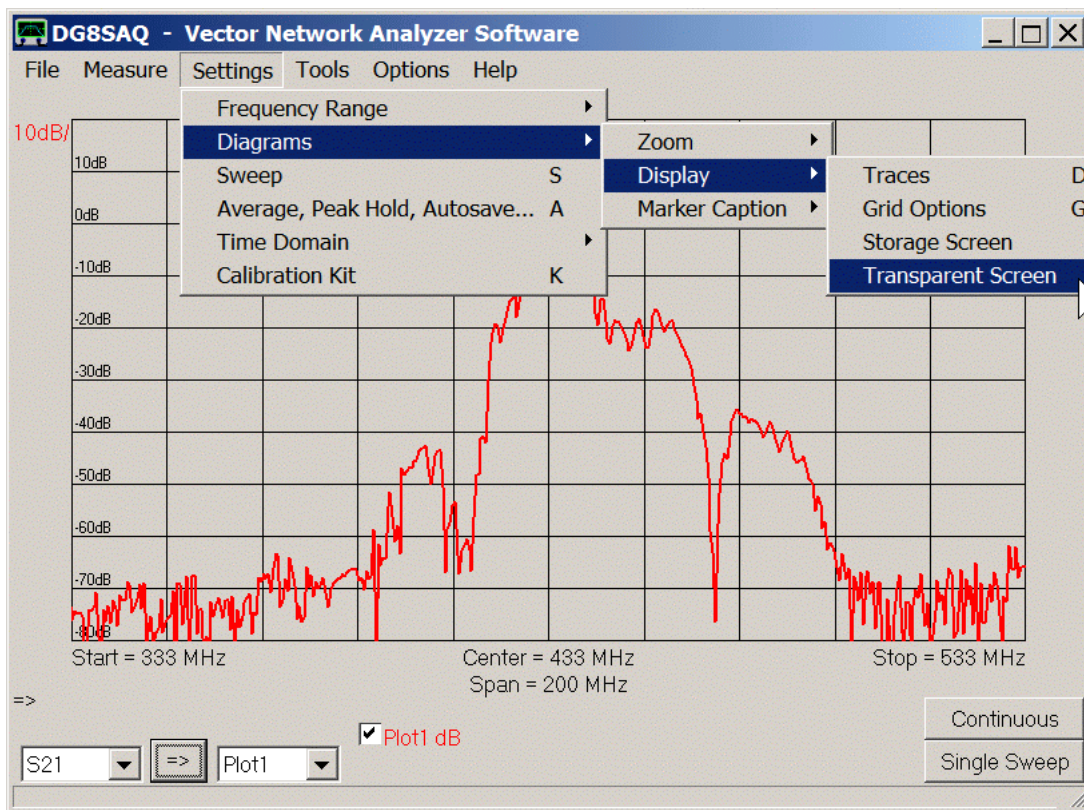 DG8SAQ - Vector Network Analyzer Software
File Measure Settings Tools Options Help
Frequency Range
Diagrams
Sweep S
Average, Peak Hold, Autosave... A
Time Domain
Calibration Kit K
Zoom
Display
Marker Caption
Traces D
Grid Options G
Storage Screen
Transparent Screen
10dB/
10dB
0dB
-10dB
-20dB
-30dB
-40dB
-50dB
-60dB
-70dB
-80dB
Start = 333 MHz Center = 433 MHz Stop = 533 MHz
Span = 200 MHz
=>
Plot1 dB
Continuous
S21 => Plot1
Single Sweep